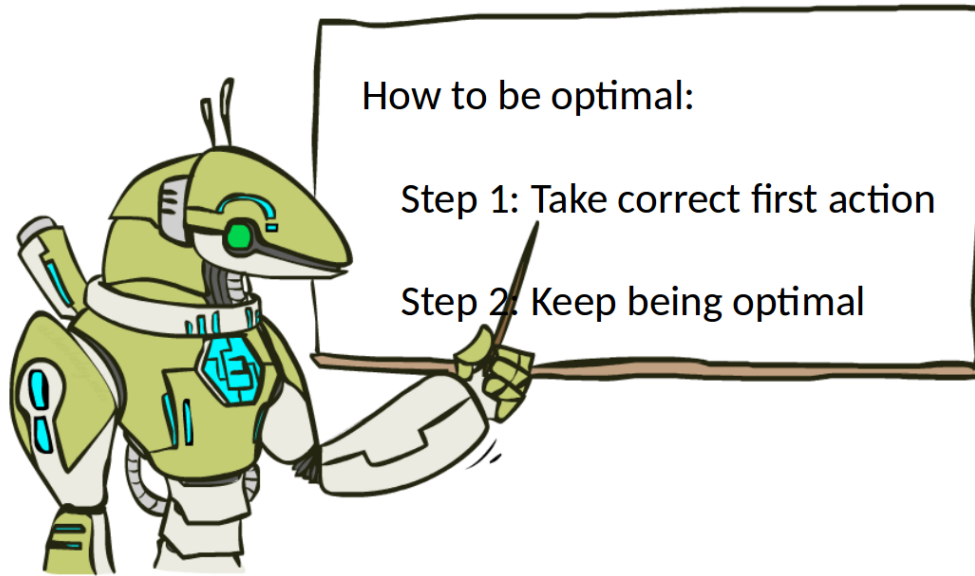 How to be optimal:
Step 1: Take correct first action
Step 2: Keep being optimal